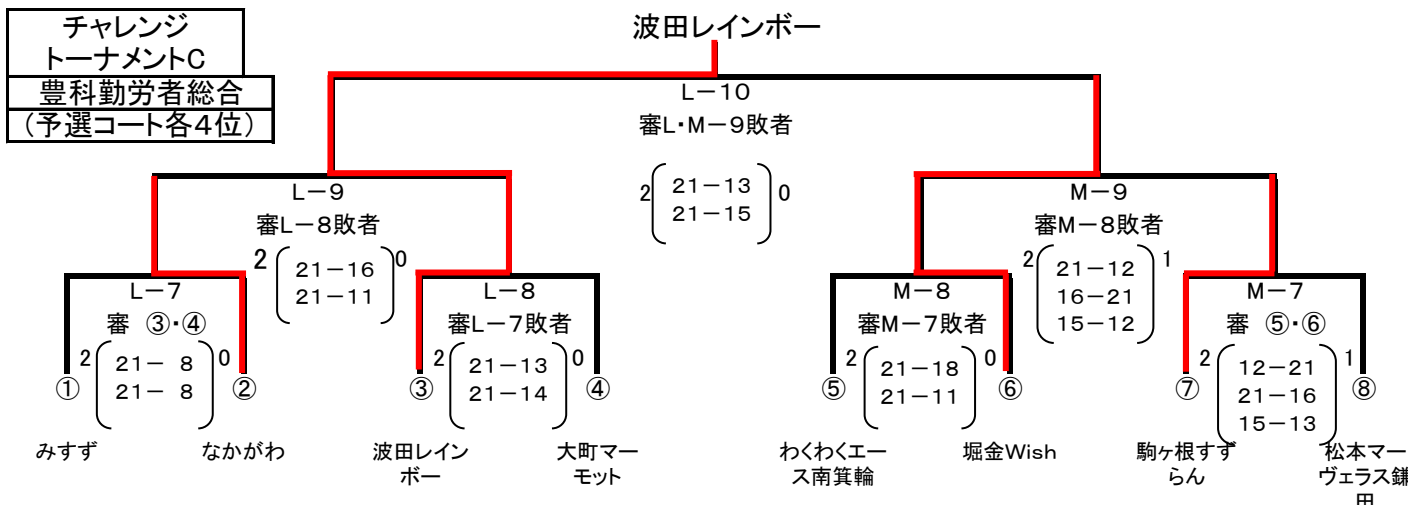 チャレンジ
トーナメントC
豊科勤労者総合
(予選コート各4位)
波田レインボー
L-10
審L・M-9敗者
2 21-13 0
21-15
L-9
審L-8敗者
2 21-16 0
21-11
M-9
審M-8敗者
2 21-12 1
16-21
15-12
L-7
審 ③・④
2 21- 8 0
21- 8
L-8
審L-7敗者
2 21-13 0
21-14
M-8
審M-7敗者
2 21-18 0
21-11
M-7
審 ⑤・⑥
2 12-21 1
21-16
15-13
① ② ③ ④ ⑤ ⑥ ⑦ ⑧
みすず
なかがわ
波田レイン
ボー
大町マー
モット
わくわくエー
ス南箕輪
堀金Wish
駒ヶ根すず
らん
松本マー
ヴェラス鎌
田